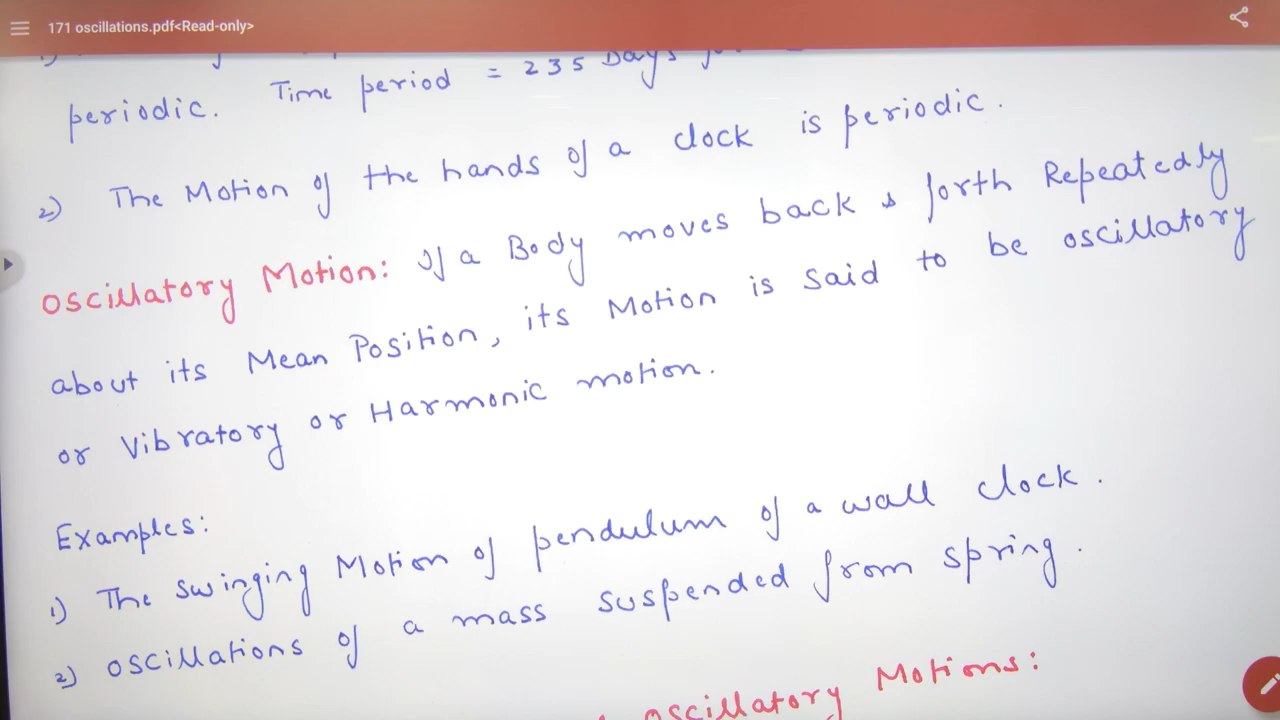 171 oscillations.pdf<Read-only>
Time period = 235 Days
periodic.
2) The Motion of the hands of a clock is periodic.
Oscillatory Motion: If a Body moves back & forth Repeatedly
about its Mean Position, its Motion is said to be oscillatory
or Vibratory or Harmonic motion.
Examples:
1) The swinging Motion of pendulum of a wall clock.
2) oscillations of a mass suspended from spring.
oscillatory Motions: